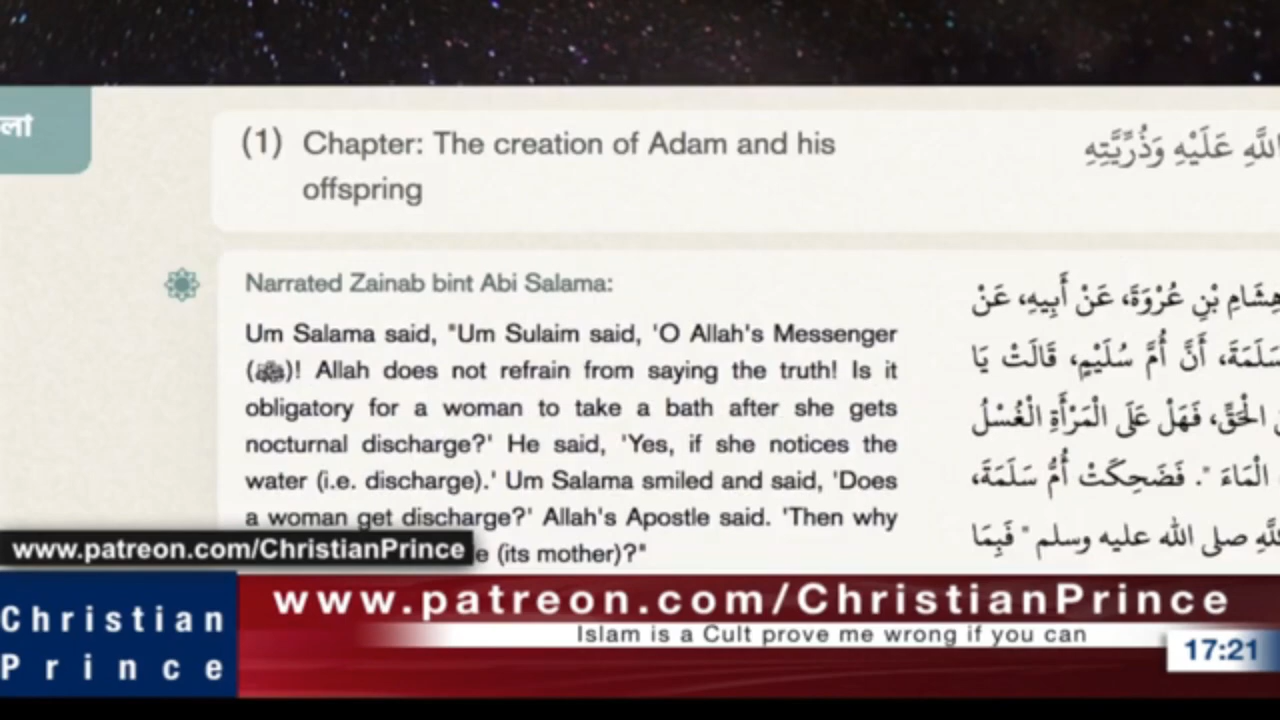 ला
(1) Chapter: The creation of Adam and his
offspring
اللَّهِ عَلَيْهِ وَذُرِّيَّتِهِ
Narrated Zainab bint Abi Salama:
Um Salama said, "Um Sulaim said, 'O Allah's Messenger
(ﷺ)! Allah does not refrain from saying the truth! Is it
obligatory for a woman to take a bath after she gets
nocturnal discharge?' He said, 'Yes, if she notices the
water (i.e. discharge).' Um Salama smiled and said, 'Does
a woman get discharge?' Allah's Apostle said. 'Then why
e (its mother)?"
هِشَامِ بْنِ عُرْوَةَ، عَنْ أَبِيهِ، عَنْ
سَلَمَةَ، أَنَّ أُمَّ سُلَيْمٍ، قَالَتْ يَا
الْحَقِّ، فَهَلْ عَلَى الْمَرْأَةِ الْغُسْلُ
الْمَاءَ ‏"‏‏.‏ فَضَحِكَتْ أُمُّ سَلَمَةَ،
صلى الله عليه وسلم ‏"‏ فَبِمَا
www.patreon.com/ChristianPrince
Christian
Prince
www.patreon.com/ChristianPrince
Islam is a Cult prove me wrong if you can
17:21